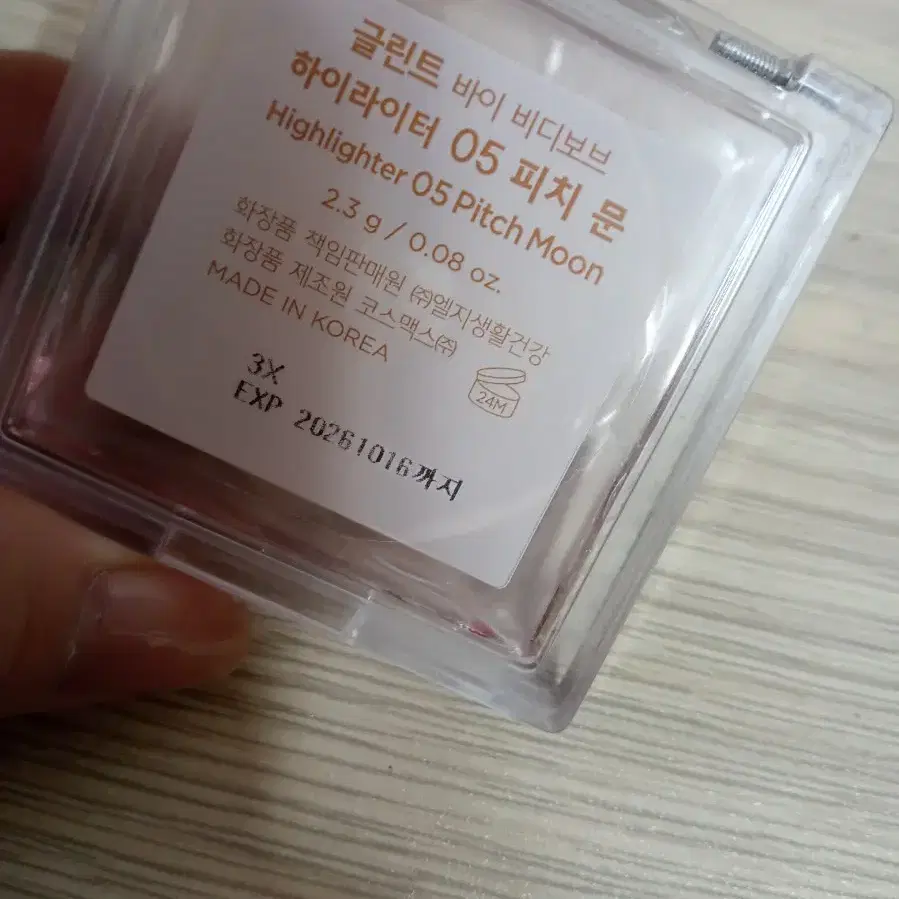 글린트 바이 비디보브
하이라이터 05 피치 문
Highlighter 05 Pitch Moon
2.3 g / 0.08 oz.
화장품 책임판매원 ㈜엘지생활건강
화장품 제조원 코스맥스㈜
MADE IN KOREA
24M
3X
EXP 20261016까지